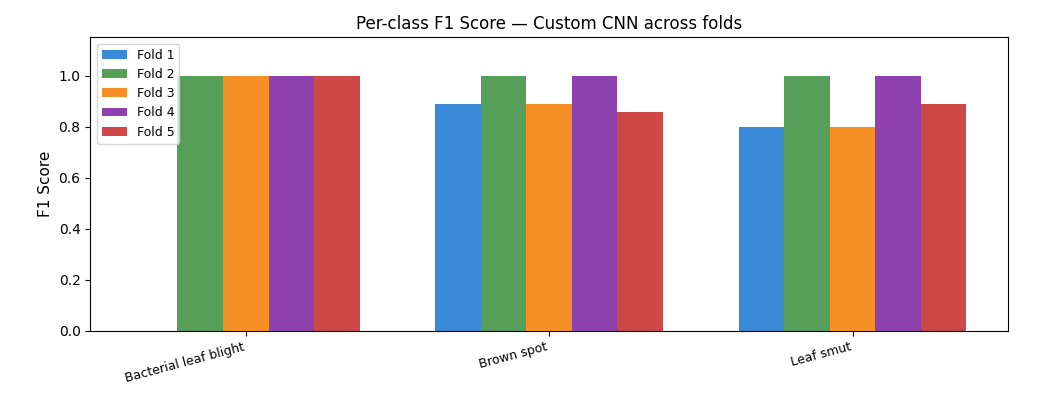 Per-class F1 Score — Custom CNN across folds
Fold 1
Fold 2
Fold 3
Fold 4
Fold 5
F1 Score
1.0
0.8
0.6
0.4
0.2
0.0
Bacterial leaf blight
Brown spot
Leaf smut